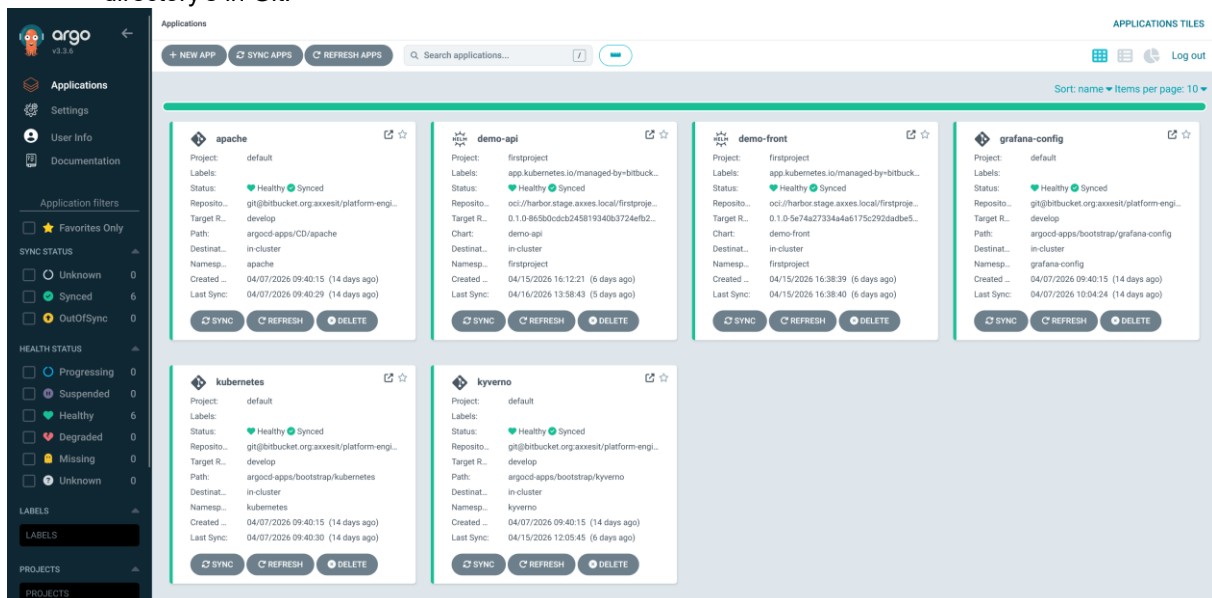 directory's in Git.
argo
v3.3.6
Applications
Settings
User Info
Documentation
Application filters
Favorites Only
SYNC STATUS
Unknown 0
Synced 6
OutOfSync 0
HEALTH STATUS
Progressing 0
Suspended 0
Healthy 6
Degraded 0
Missing 0
Unknown 0
LABELS
LABELS
PROJECTS
PROJECTS
Applications
APPLICATIONS TILES
+ NEW APP
SYNC APPS
REFRESH APPS
Search applications...
/
Log out
Sort: name Items per page: 10
apache
Project: default
Labels:
Status: Healthy Synced
Reposito... git@bitbucket.org:axxesit/platform-engi...
Target R... develop
Path: argocd-apps/CD/apache
Destinat... in-cluster
Namesp... apache
Created ... 04/07/2026 09:40:15 (14 days ago)
Last Sync: 04/07/2026 09:40:29 (14 days ago)
SYNC REFRESH DELETE
HELM
demo-api
Project: firstproject
Labels: app.kubernetes.io/managed-by=bitbuck...
Status: Healthy Synced
Reposito... oci://harbor.stage.axxes.local/firstproje...
Target R... 0.1.0-865b0cdcb245819340b3724efb2...
Chart: demo-api
Destinat... in-cluster
Namesp... firstproject
Created ... 04/15/2026 16:12:21 (6 days ago)
Last Sync: 04/16/2026 13:58:43 (5 days ago)
SYNC REFRESH DELETE
HELM
demo-front
Project: firstproject
Labels: app.kubernetes.io/managed-by=bitbuck...
Status: Healthy Synced
Reposito... oci://harbor.stage.axxes.local/firstproje...
Target R... 0.1.0-5e74a27334a4a6175c292dadbe5...
Chart: demo-front
Destinat... in-cluster
Namesp... firstproject
Created ... 04/15/2026 16:38:39 (6 days ago)
Last Sync: 04/15/2026 16:38:40 (6 days ago)
SYNC REFRESH DELETE
grafana-config
Project: default
Labels:
Status: Healthy Synced
Reposito... git@bitbucket.org:axxesit/platform-engi...
Target R... develop
Path: argocd-apps/bootstrap/grafana-config
Destinat... in-cluster
Namesp... grafana-config
Created ... 04/07/2026 09:40:15 (14 days ago)
Last Sync: 04/07/2026 10:04:24 (14 days ago)
SYNC REFRESH DELETE
kubernetes
Project: default
Labels:
Status: Healthy Synced
Reposito... git@bitbucket.org:axxesit/platform-engi...
Target R... develop
Path: argocd-apps/bootstrap/kubernetes
Destinat... in-cluster
Namesp... kubernetes
Created ... 04/07/2026 09:40:15 (14 days ago)
Last Sync: 04/07/2026 09:40:30 (14 days ago)
SYNC REFRESH DELETE
kyverno
Project: default
Labels:
Status: Healthy Synced
Reposito... git@bitbucket.org:axxesit/platform-engi...
Target R... develop
Path: argocd-apps/bootstrap/kyverno
Destinat... in-cluster
Namesp... kyverno
Created ... 04/07/2026 09:40:15 (14 days ago)
Last Sync: 04/15/2026 12:05:45 (6 days ago)
SYNC REFRESH DELETE